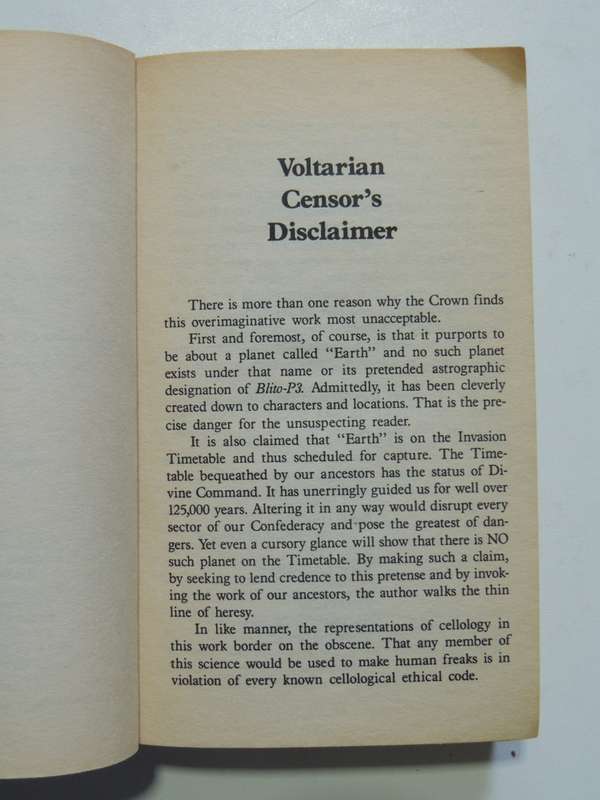 Voltarian
Censor's
Disclaimer
There is more than one reason why the Crown finds
this overimaginative work most unacceptable.
First and foremost, of course, is that it purports to
be about a planet called "Earth" and no such planet
exists under that name or its pretended astrographic
designation of Blito-P3. Admittedly, it has been cleverly
created down to characters and locations. That is the pre-
cise danger for the unsuspecting reader.
It is also claimed that "Earth" is on the Invasion
Timetable and thus scheduled for capture. The Time-
table bequeathed by our ancestors has the status of Di-
vine Command. It has unerringly guided us for well over
125,000 years. Altering it in any way would disrupt every
sector of our Confederacy and pose the greatest of dan-
gers. Yet even a cursory glance will show that there is NO
such planet on the Timetable. By making such a claim,
by seeking to lend credence to this pretense and by invok-
ing the work of our ancestors, the author walks the thin
line of heresy.
In like manner, the representations of cellology in
this work border on the obscene. That any member of
this science would be used to make human freaks is in
violation of every known cellological ethical code.